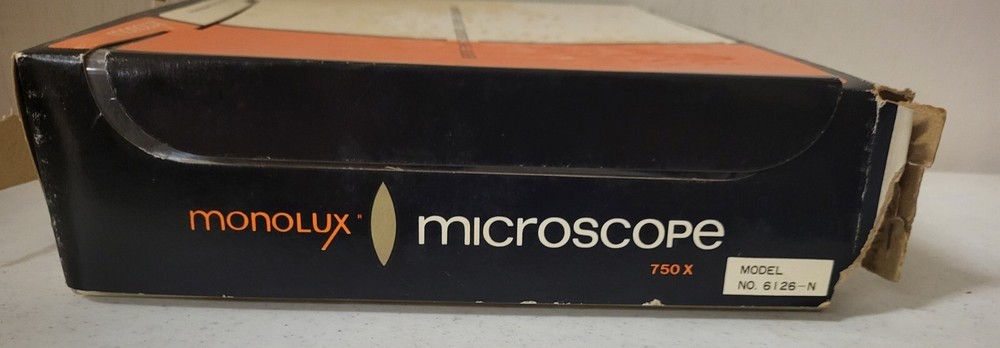 monolux
microscope
750 X
MODEL
NO. 6126-N